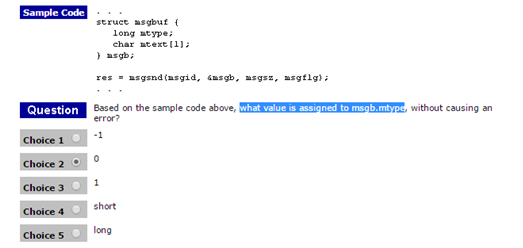 Sample Code
. . .
struct msgbuf {
long mtype;
char mtext[1];
} msgb;
res = msgsnd(msgid, &msgb, msgsz, msgflg);
. . .
Question Based on the sample code above, what value is assigned to msgb.mtype, without causing an
error?
Choice 1 -1
Choice 2 0
Choice 3 1
Choice 4 short
Choice 5 long